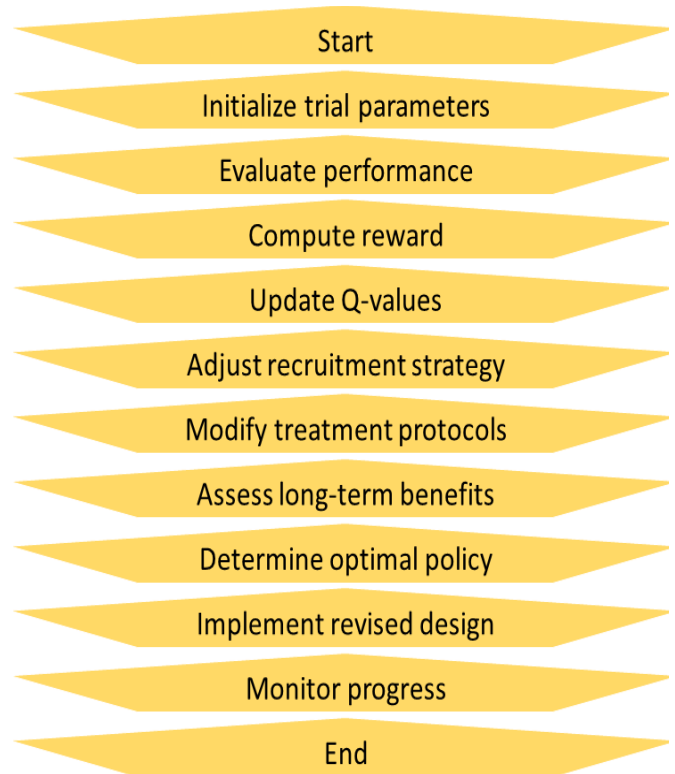 Start
Initialize trial parameters
Evaluate performance
Compute reward
Update Q-values
Adjust recruitment strategy
Modify treatment protocols
Assess long-term benefits
Determine optimal policy
Implement revised design
Monitor progress
End